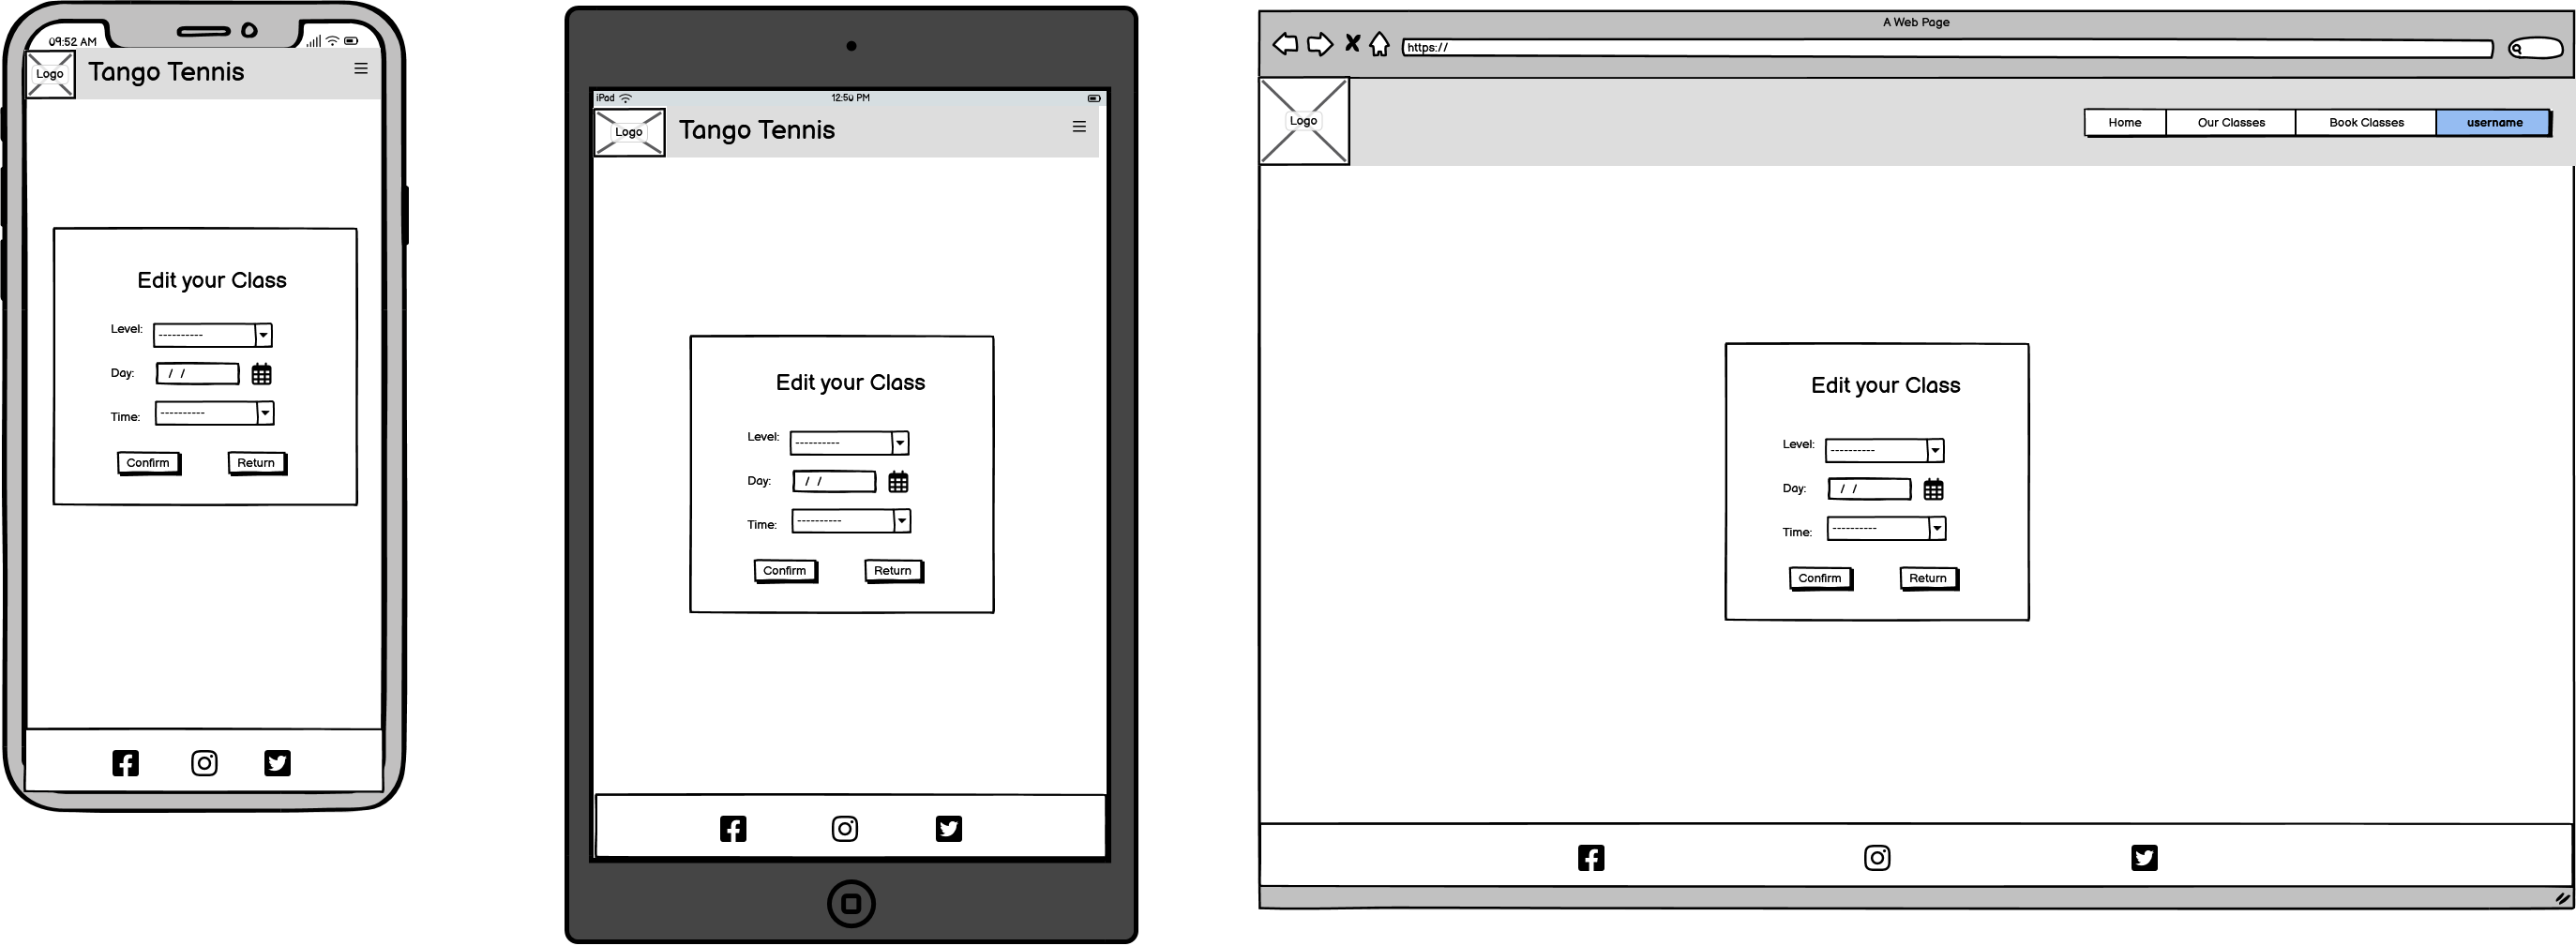 09:52 AM
Logo
Tango Tennis
Edit your Class
Level:
----------
Day:
/ /
Time:
----------
Confirm
Return
iPad
12:50 PM
Logo
Tango Tennis
Edit your Class
Level:
----------
Day:
/ /
Time:
----------
Confirm
Return
A Web Page
https://
Logo
Home
Our Classes
Book Classes
username
Edit your Class
Level:
----------
Day:
/ /
Time:
----------
Confirm
Return